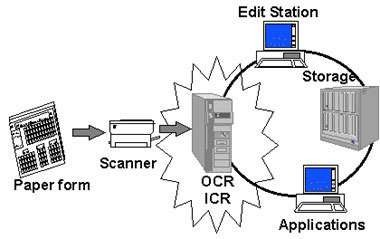 Edit Station
Storage
Scanner
Paper form
OCR
ICR
Applications